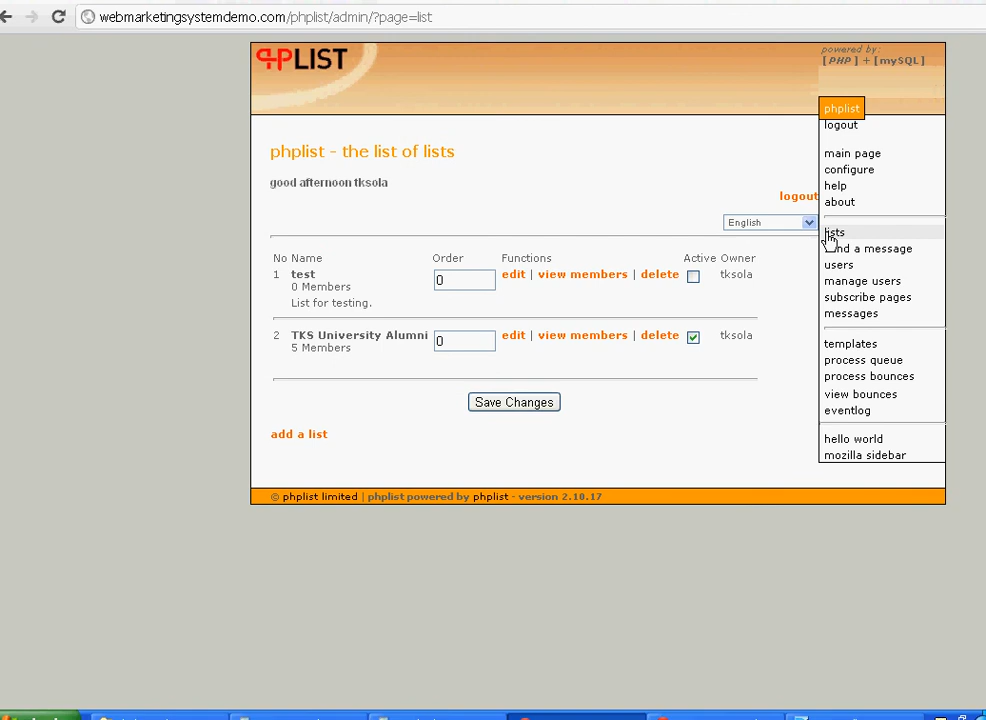 webmarketingsystemdemo.com/phplist/admin/?page=list
PHPLIST
powered by:
[PHP] + [mySQL]
phplist
logout
main page
configure
help
about
lists
send a message
users
manage users
subscribe pages
messages
templates
process queue
process bounces
view bounces
eventlog
hello world
mozilla sidebar
phplist - the list of lists
good afternoon tksola
logout
English
No Name Order Functions Active Owner
1 test 0 edit | view members | delete tksola
0 Members
List for testing.
2 TKS University Alumni 0 edit | view members | delete tksola
5 Members
Save Changes
add a list
© phplist limited | phplist powered by phplist - version 2.10.17